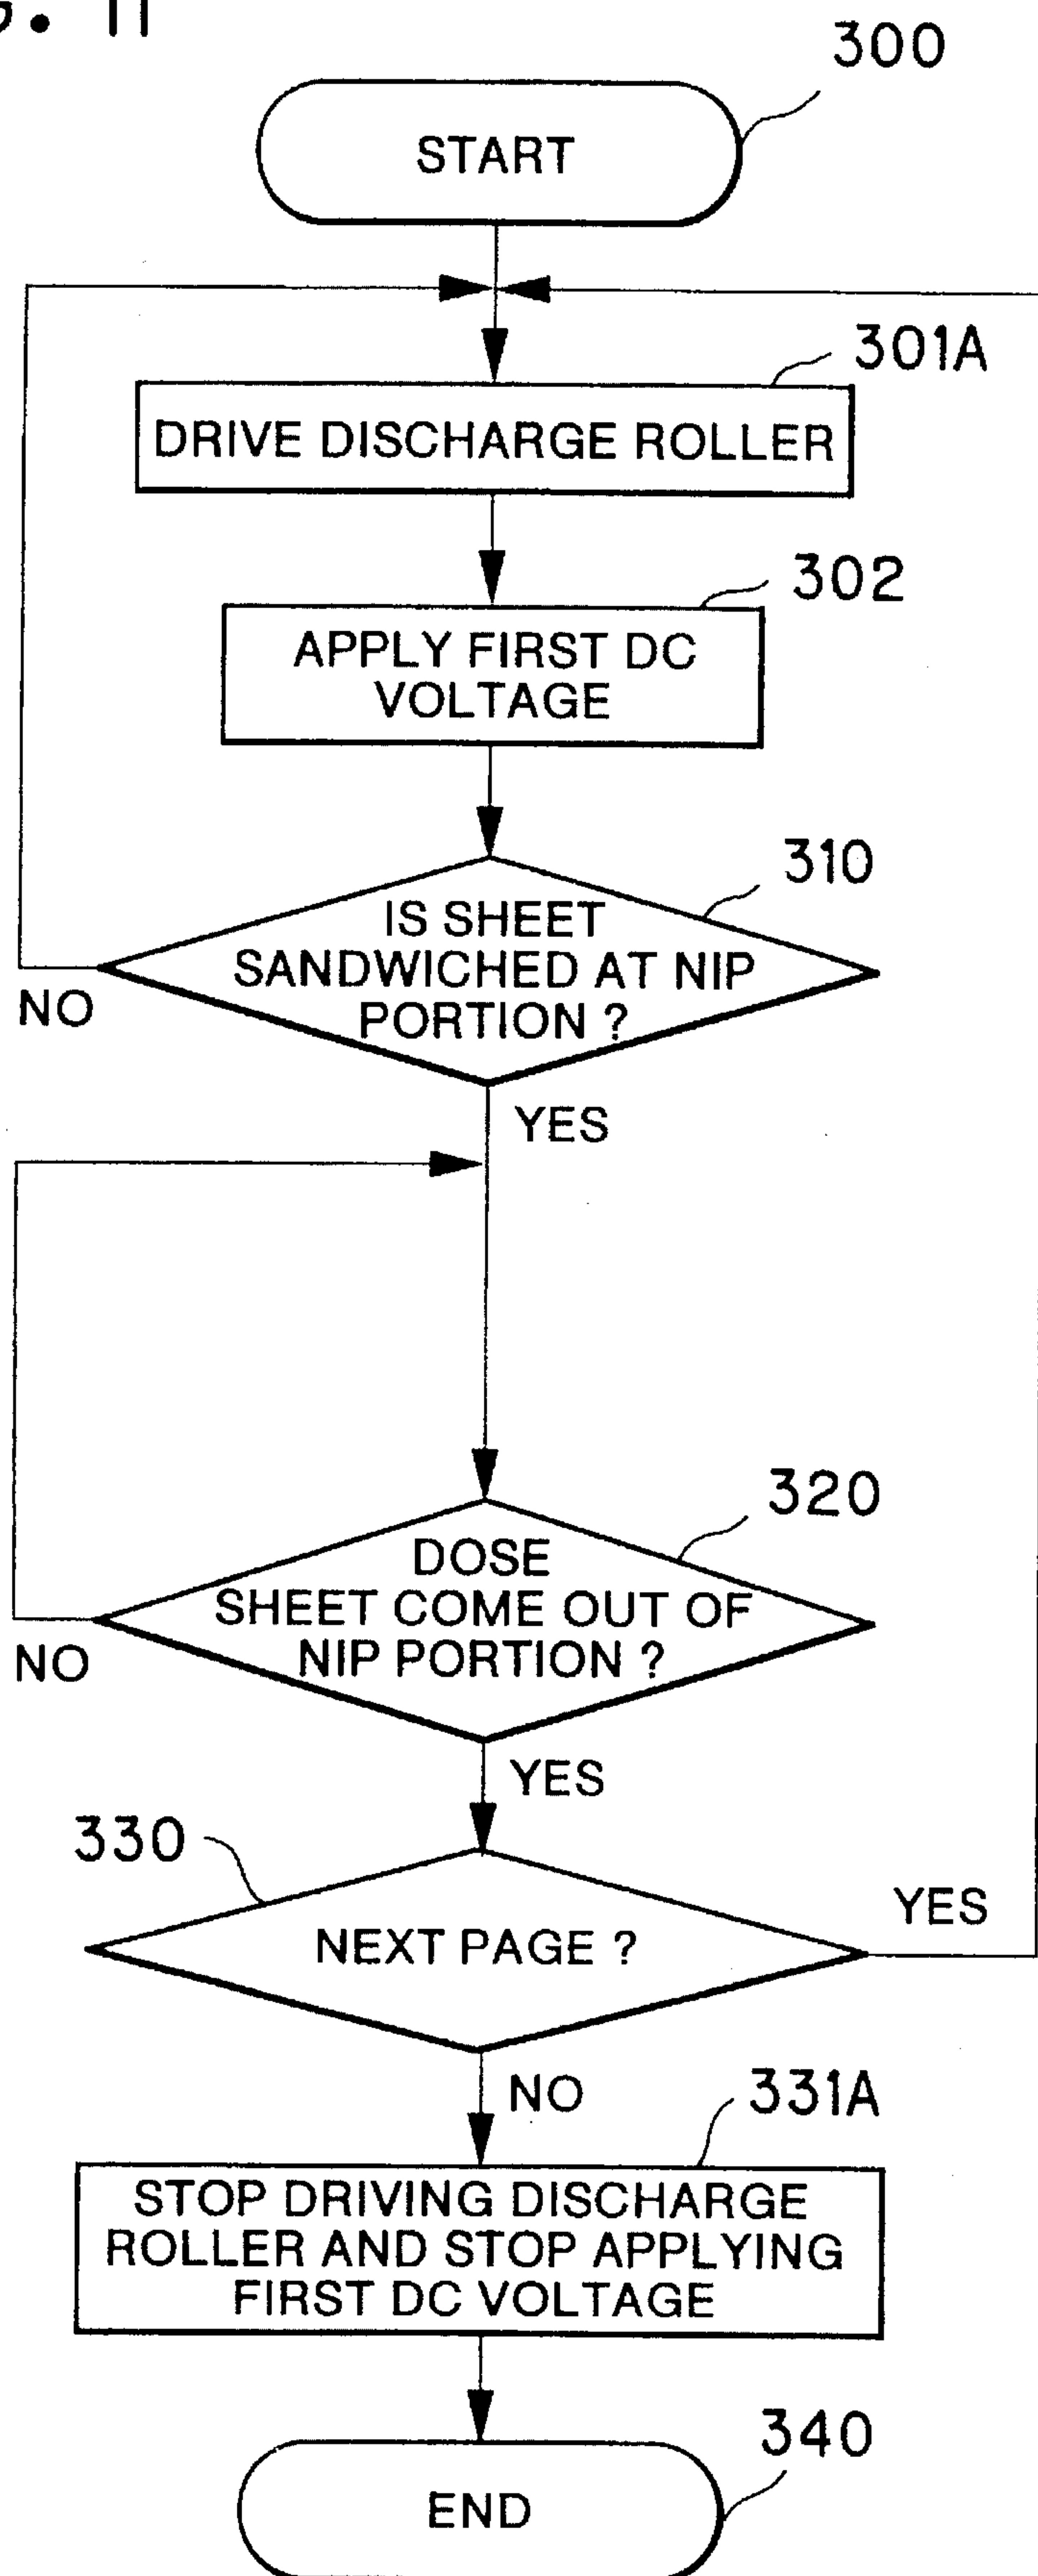 G. 11
300
START
301A
DRIVE DISCHARGE ROLLER
302
APPLY FIRST DC
VOLTAGE
310
IS SHEET
SANDWICHED AT NIP
PORTION ?
NO
YES
320
DOSE
SHEET COME OUT OF
NIP PORTION ?
NO
YES
330
NEXT PAGE ?
YES
NO
331A
STOP DRIVING DISCHARGE
ROLLER AND STOP APPLYING
FIRST DC VOLTAGE
340
END